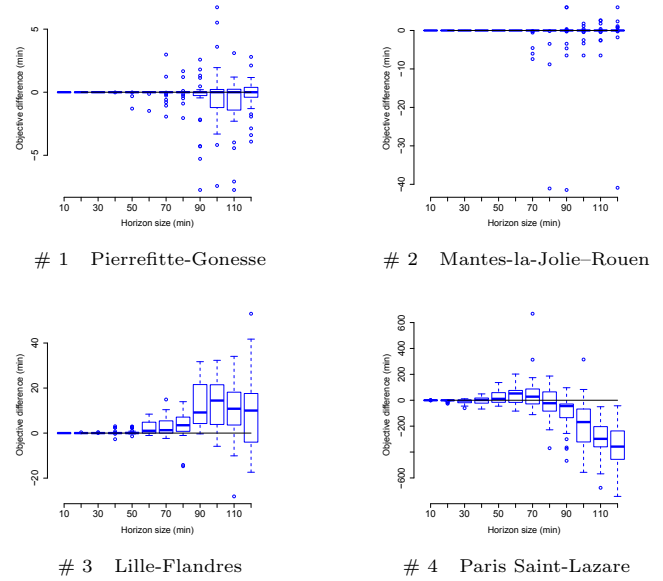 Objective difference (min)
5
0
−5
10 30 50 70 90 110
Horizon size (min)
# 1 Pierrefitte-Gonesse
Objective difference (min)
0
−10
−20
−30
−40
10 30 50 70 90 110
Horizon size (min)
# 2 Mantes-la-Jolie–Rouen
Objective difference (min)
40
20
0
−20
10 30 50 70 90 110
Horizon size (min)
# 3 Lille-Flandres
Objective difference (min)
600
400
200
0
−200
−600
10 30 50 70 90 110
Horizon size (min)
# 4 Paris Saint-Lazare